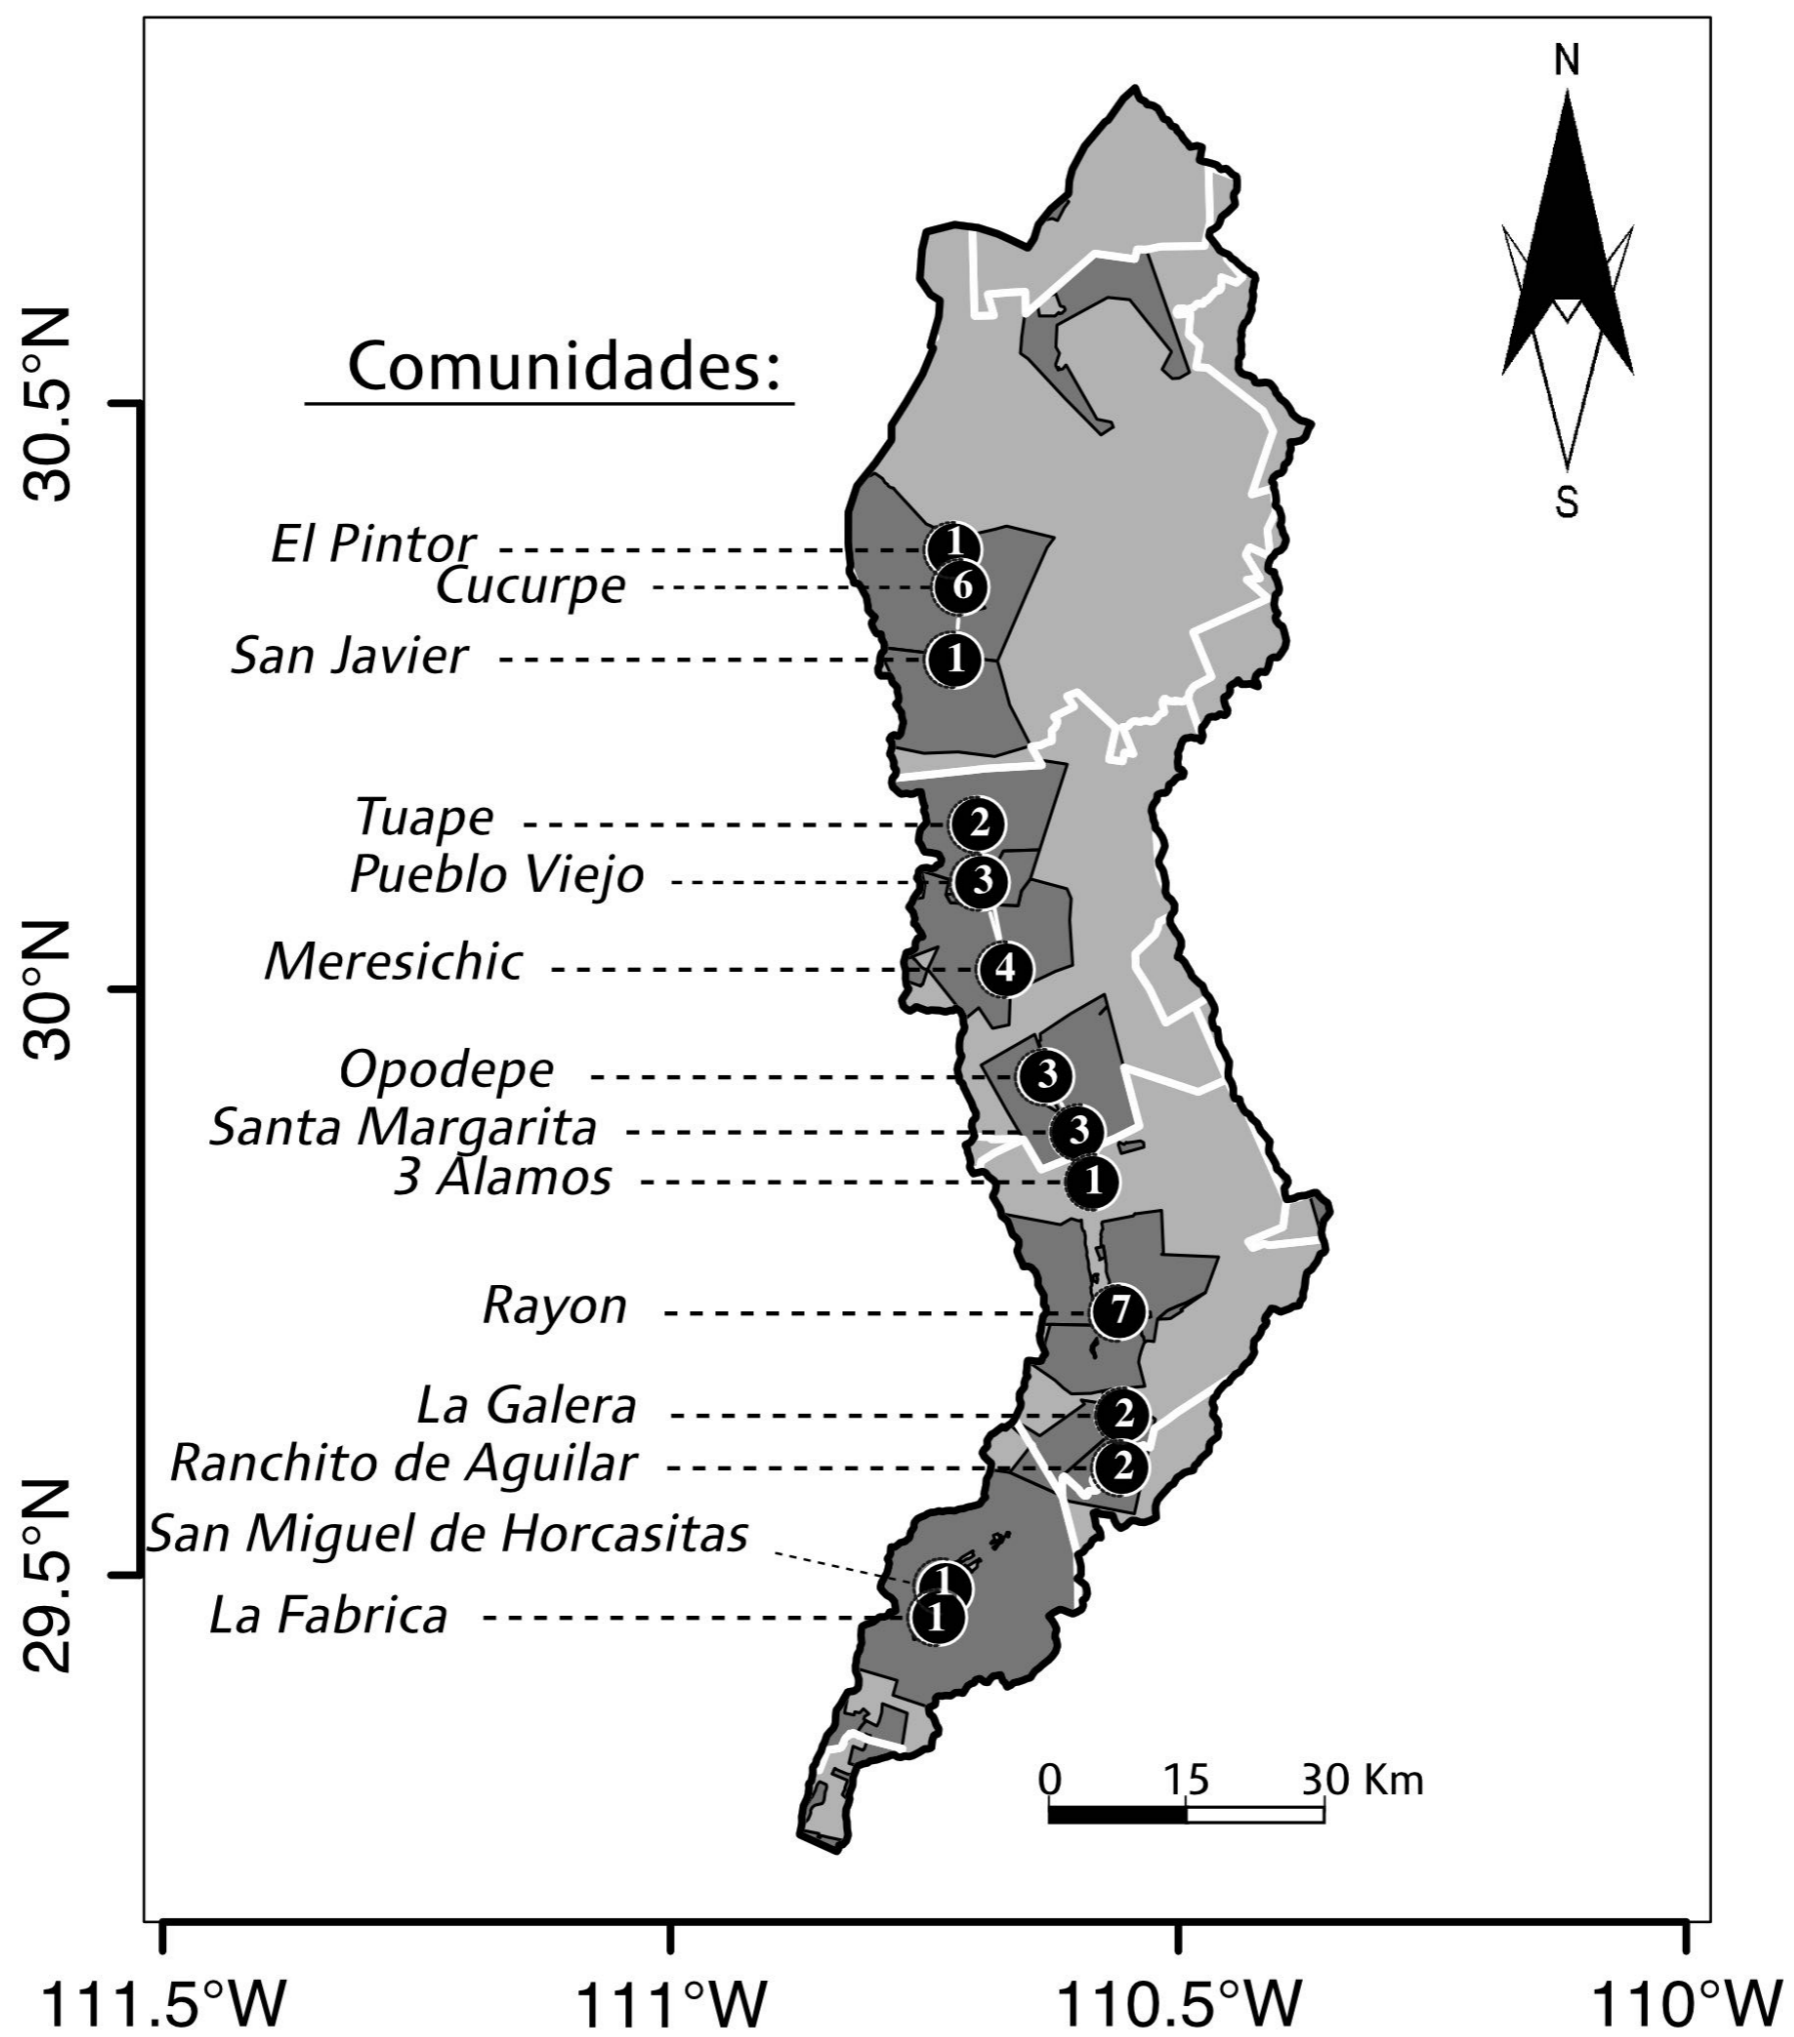 N
S
Comunidades:
30.5°N
El Pintor 1
Cucurpe 6
San Javier 1
Tuape 2
Pueblo Viejo 3
Meresichic 4
30°N
Opodepe 3
Santa Margarita 3
3 Alamos 1
Rayon 7
La Galera 2
Ranchito de Aguilar 2
San Miguel de Horcasitas 1
29.5°N
La Fabrica 1
0 15 30 Km
111.5°W 111°W 110.5°W 110°W